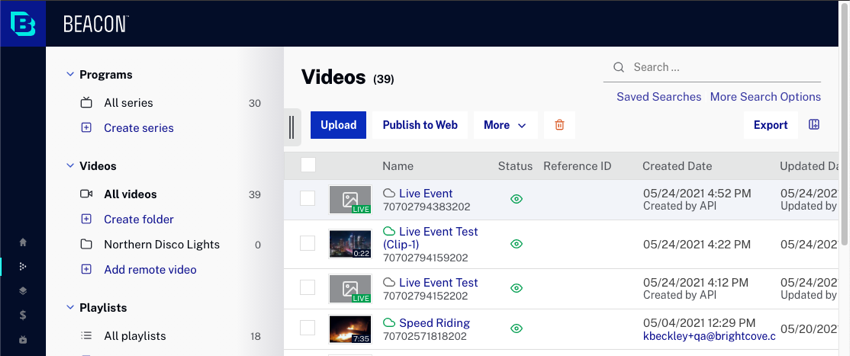 BEACON
Programs
All series 30
Create series
Videos
All videos 39
Create folder
Northern Disco Lights 0
Add remote video
Playlists
All playlists 18
Videos (39)
Search ...
Saved Searches More Search Options
Upload Publish to Web More Export
Name Status Reference ID Created Date Updated Da
Live Event 05/24/2021 4:52 PM 05/24/202
LIVE 70702794383202 Created by API Updated by
Live Event Test
(Clip-1) 05/24/2021 4:22 PM 05/24/202
0:22 70702794159202
Live Event Test 05/24/2021 4:12 PM 05/24/202
LIVE 70702794152202 Created by API Updated by
Speed Riding 05/04/2021 12:29 PM 05/20/202
7:35 70702571818202 kbeckley+qa@brightcove.c